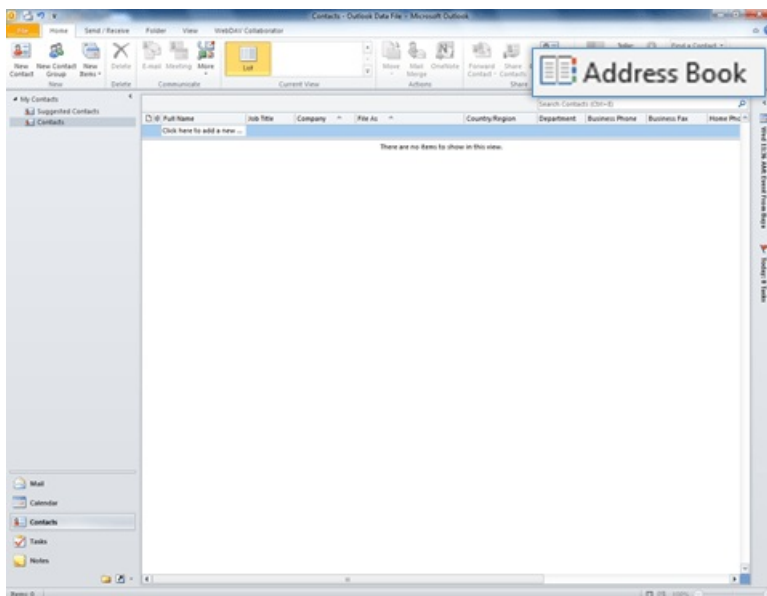 Contacts - Outlook Data File - Microsoft Outlook
File Home Send / Receive Folder View WebDAV Collaborator
New Contact
New Contact Group
New Items
Delete
E-mail Meeting More
List
Move Mail Merge OneNote
Forward Contact Share Contacts
Find a Contact
Address Book
New Delete Communicate Current View Actions Share
My Contacts
Suggested Contacts
Contacts
Search Contacts (Ctrl+E)
Full Name Job Title Company File As Country/Region Department Business Phone Business Fax Home Pho
Click here to add a new ...
There are no items to show in this view.
Today: 8 Tasks
Mail
Calendar
Contacts
Tasks
Notes
Items: 0
100%